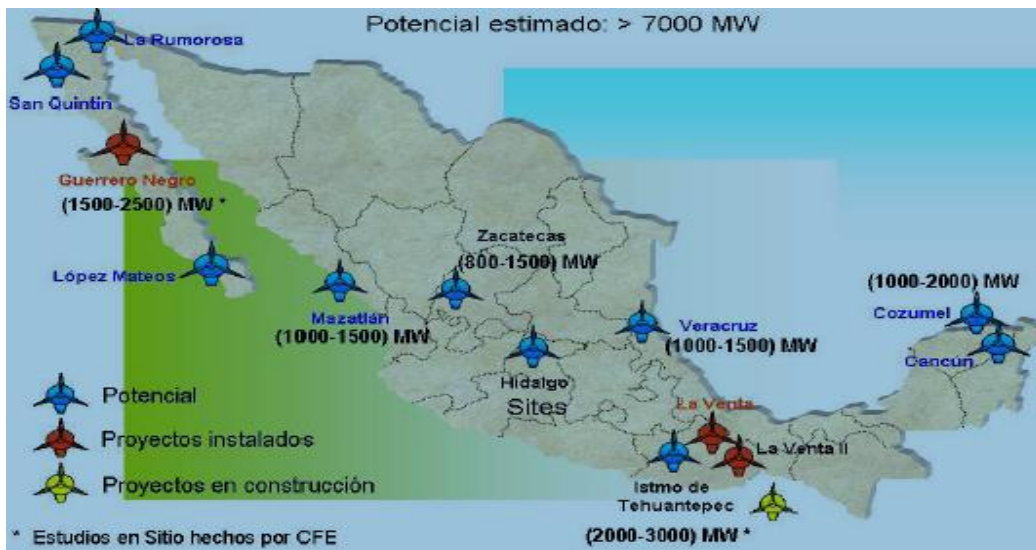 Potencial estimado: > 7000 MW
La Rumorosa
San Quintin
Guerrero Negro
(1500-2500) MW *
López Mateos
Mazatlán
(1000-1500) MW
Zacatecas
(800-1500) MW
Hidalgo
Sites
Veracruz
(1000-1500) MW
(1000-2000) MW
Cozumel
Cancún
La Venta
La Venta II
Istmo de
Tehuantepec
(2000-3000) MW *
Potencial
Proyectos instalados
Proyectos en construcción
* Estudios en Sitio hechos por CFE